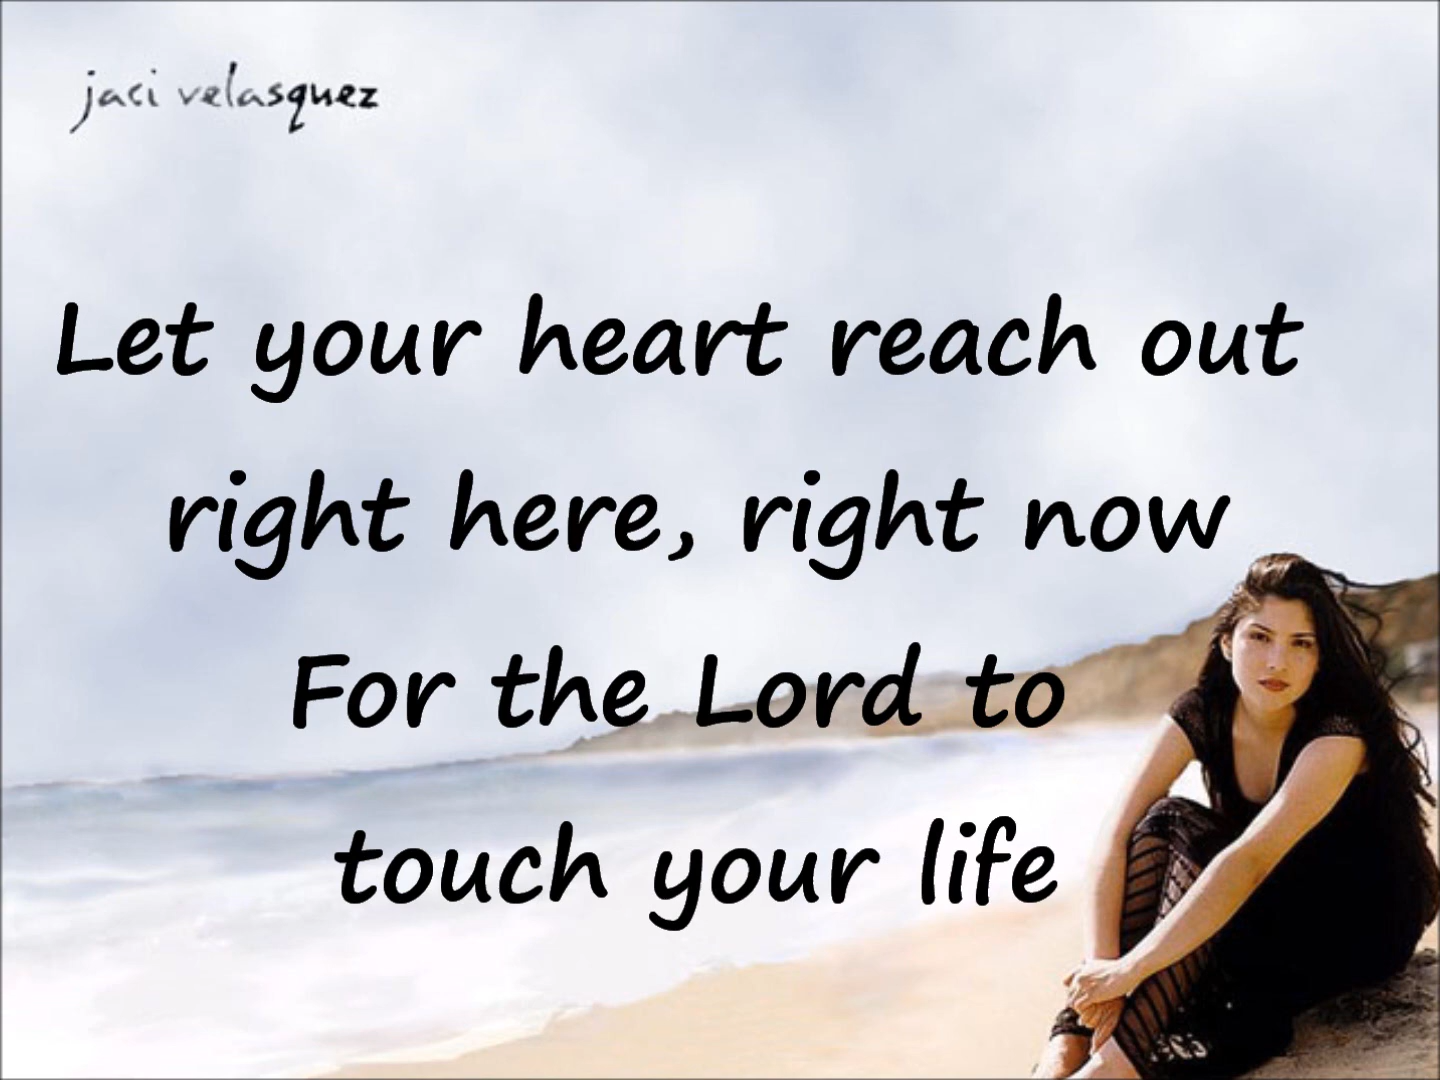 jaci velasquez
Let your heart reach out
right here, right now
For the Lord to
touch your life